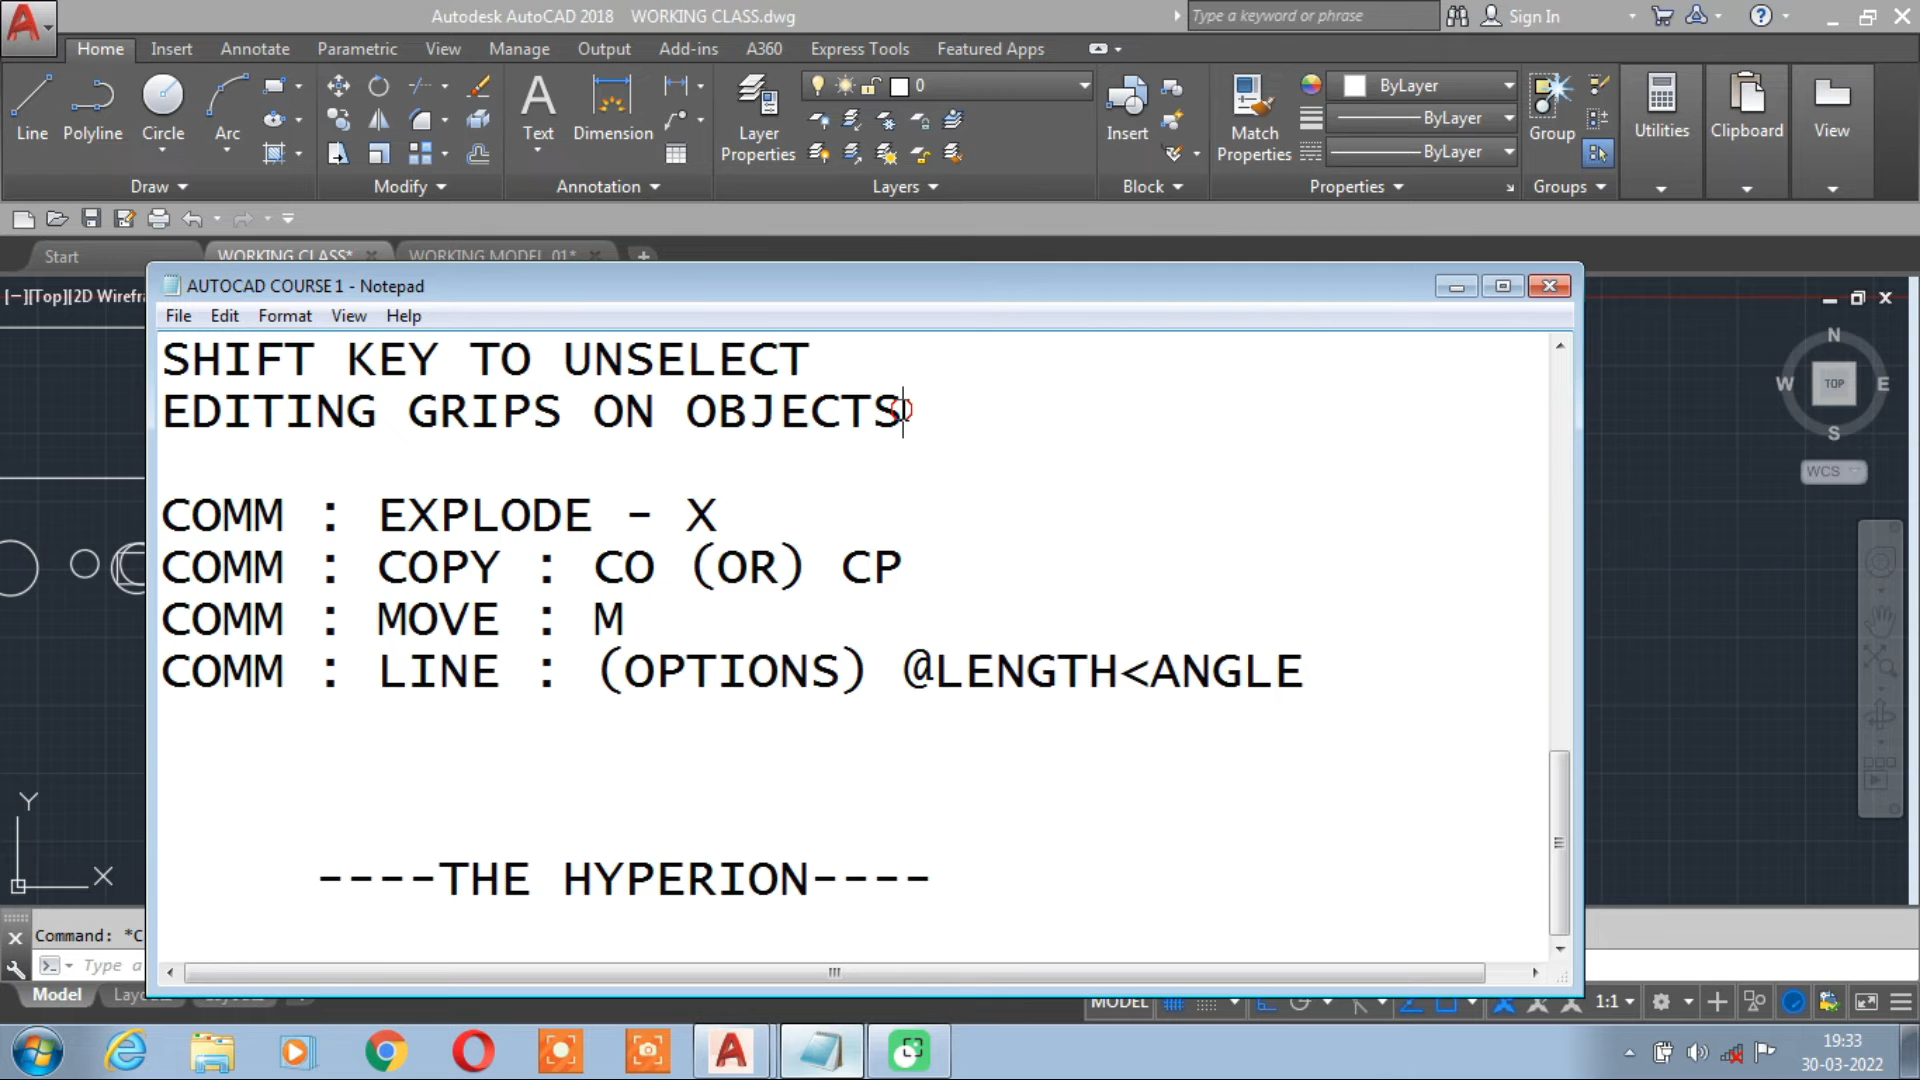 Autodesk AutoCAD 2018 WORKING CLASS.dwg
Type a keyword or phrase
Sign In
Home Insert Annotate Parametric View Manage Output Add-ins A360 Express Tools Featured Apps
0
ByLayer
ByLayer
ByLayer
Line Polyline Circle Arc
Text Dimension
Layer Properties
Insert
Match Properties
Group
Utilities
Clipboard
View
Draw Modify Annotation Layers Block Properties Groups
Start WORKING CLASS* WORKING MODEL 01*
[−][Top][2D Wirefr
AUTOCAD COURSE1 - Notepad
File Edit Format View Help
SHIFT KEY TO UNSELECT
EDITING GRIPS ON OBJECTS
COMM : EXPLODE - X
COMM : COPY : CO (OR) CP
COMM : MOVE : M
COMM : LINE : (OPTIONS) @LENGTH<ANGLE
----THE HYPERION----
N
W TOP E
S
WCS
Y
X
Command: *C
Type a
Model
MODEL
1:1
19:33
30-03-2022